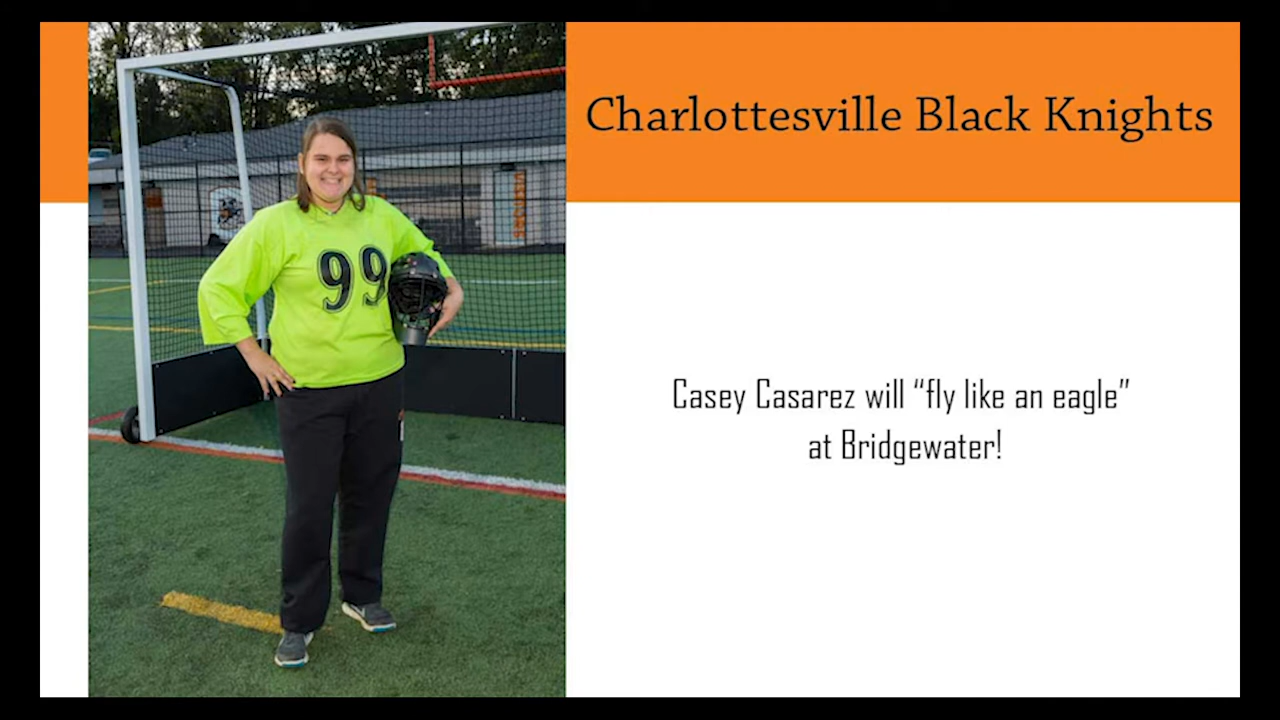 Charlottesville Black Knights
99
Casey Casarez will “fly like an eagle”
at Bridgewater!